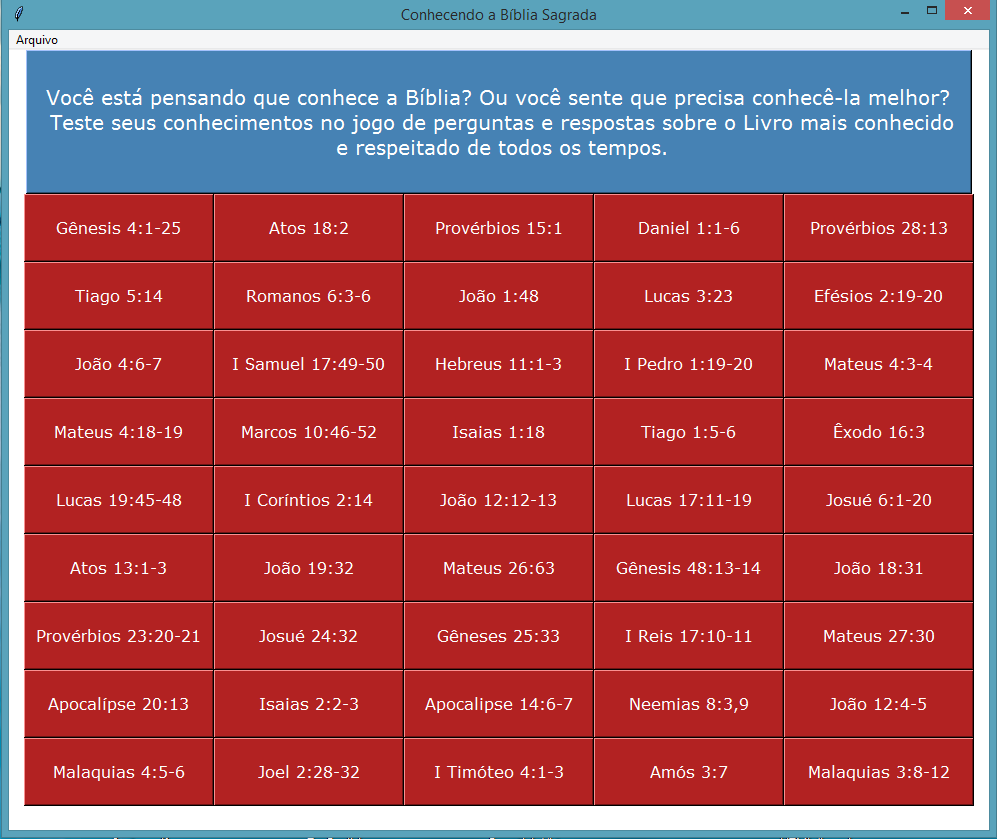 Conhecendo a Bíblia Sagrada
Arquivo
Você está pensando que conhece a Bíblia? Ou você sente que precisa conhecê-la melhor?
Teste seus conhecimentos no jogo de perguntas e respostas sobre o Livro mais conhecido
e respeitado de todos os tempos.
Gênesis 4:1-25 Atos 18:2 Provérbios 15:1 Daniel 1:1-6 Provérbios 28:13
Tiago 5:14 Romanos 6:3-6 João 1:48 Lucas 3:23 Efésios 2:19-20
João 4:6-7 I Samuel 17:49-50 Hebreus 11:1-3 I Pedro 1:19-20 Mateus 4:3-4
Mateus 4:18-19 Marcos 10:46-52 Isaias 1:18 Tiago 1:5-6 Êxodo 16:3
Lucas 19:45-48 I Coríntios 2:14 João 12:12-13 Lucas 17:11-19 Josué 6:1-20
Atos 13:1-3 João 19:32 Mateus 26:63 Gênesis 48:13-14 João 18:31
Provérbios 23:20-21 Josué 24:32 Gêneses 25:33 I Reis 17:10-11 Mateus 27:30
Apocalípse 20:13 Isaias 2:2-3 Apocalipse 14:6-7 Neemias 8:3,9 João 12:4-5
Malaquias 4:5-6 Joel 2:28-32 I Timóteo 4:1-3 Amós 3:7 Malaquias 3:8-12